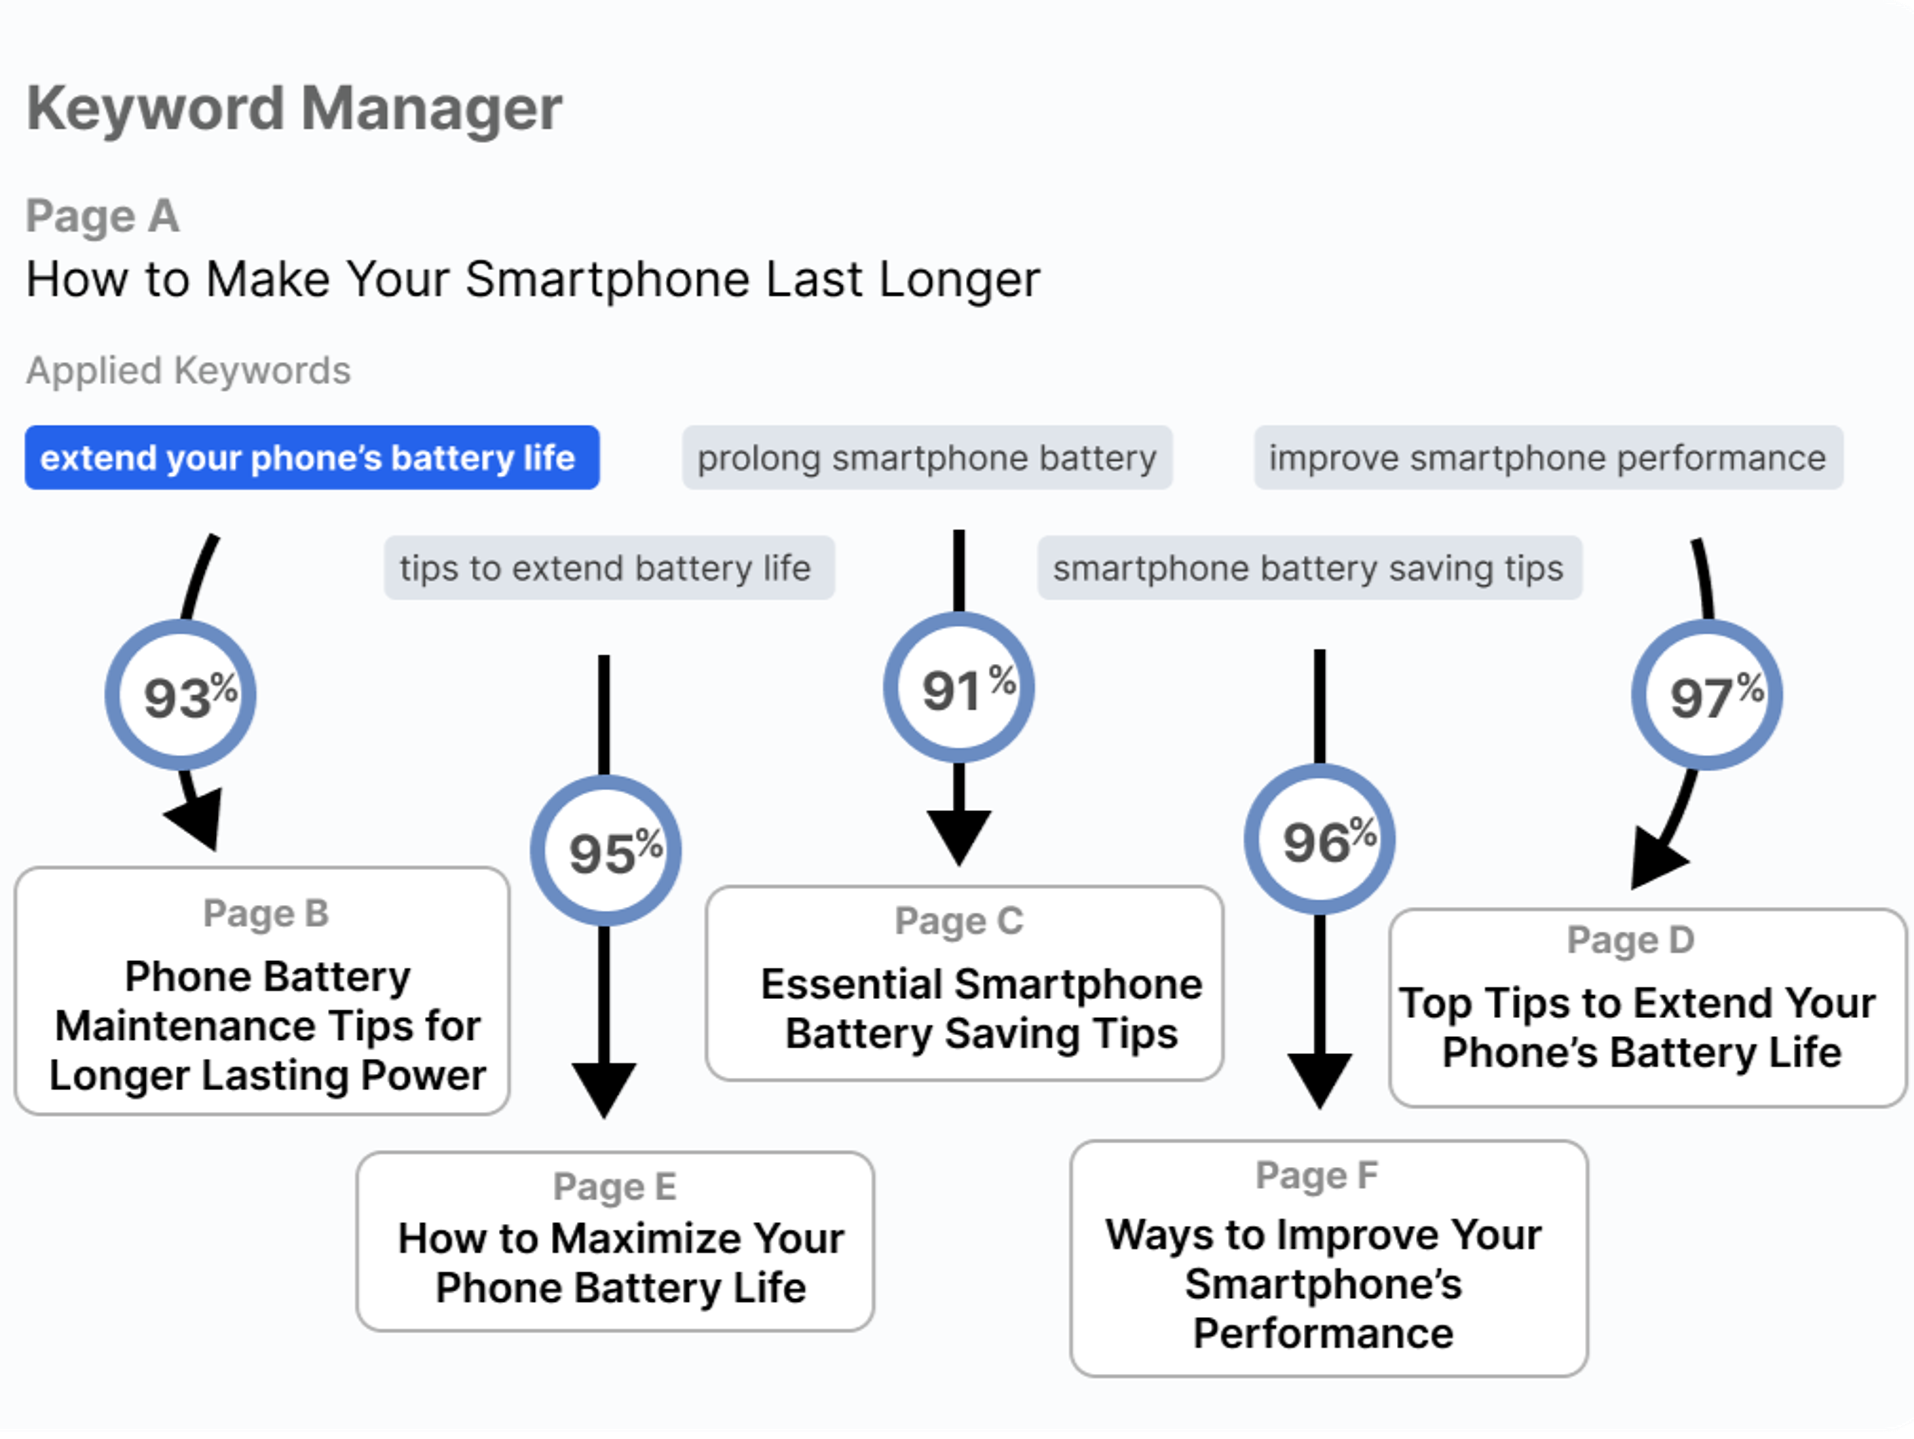 Keyword Manager
Page A
How to Make Your Smartphone Last Longer
Applied Keywords
extend your phone’s battery life
prolong smartphone battery
improve smartphone performance
tips to extend battery life
smartphone battery saving tips
93%
91%
97%
95%
96%
Page B
Phone Battery
Maintenance Tips for
Longer Lasting Power
Page C
Essential Smartphone
Battery Saving Tips
Page D
Top Tips to Extend Your
Phone’s Battery Life
Page E
How to Maximize Your
Phone Battery Life
Page F
Ways to Improve Your
Smartphone’s
Performance